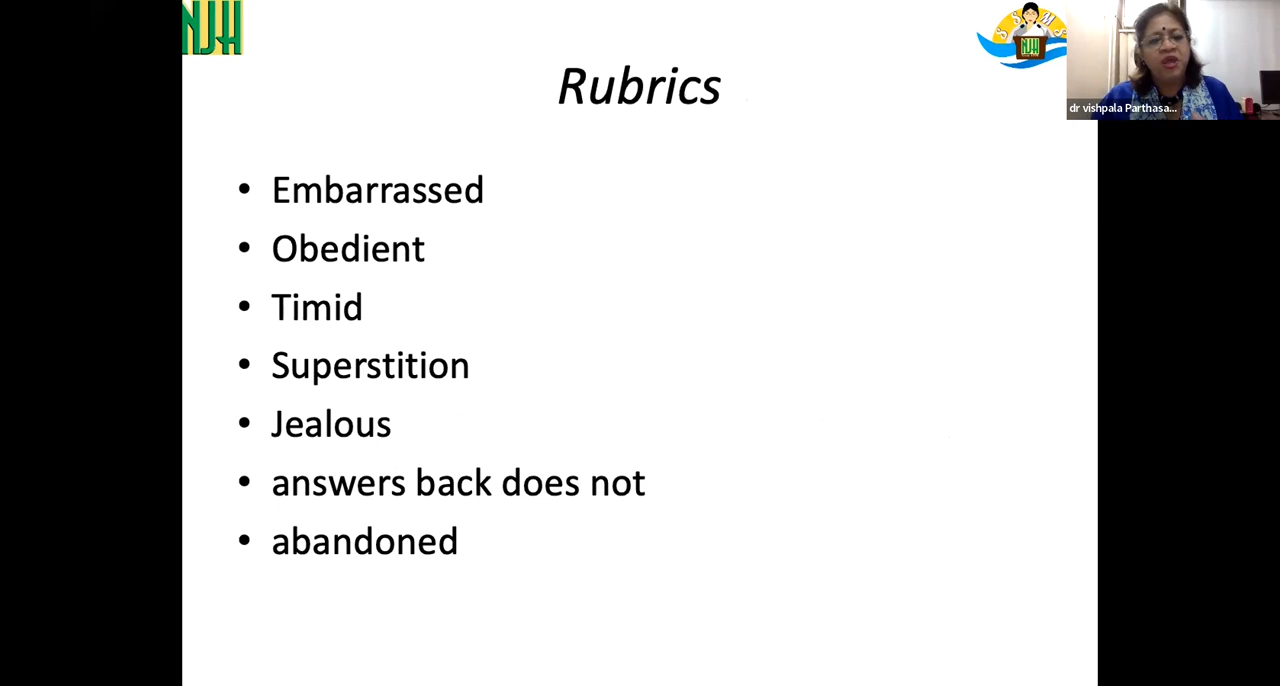 NJH
Rubrics
S S M S
NJH
dr vishpala Parthasa...
• Embarrassed
• Obedient
• Timid
• Superstition
• Jealous
• answers back does not
• abandoned